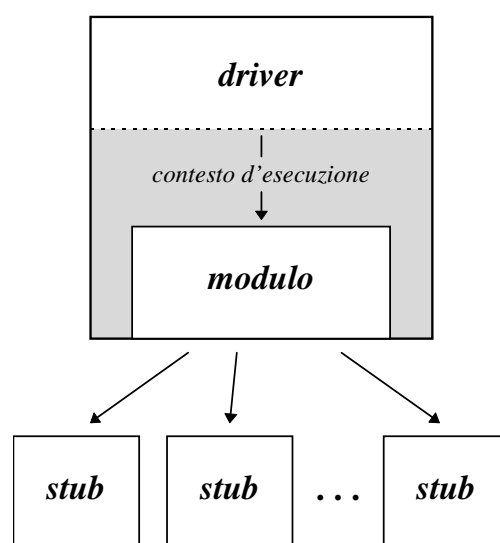 driver
contesto d'esecuzione
modulo
stub stub . . . stub